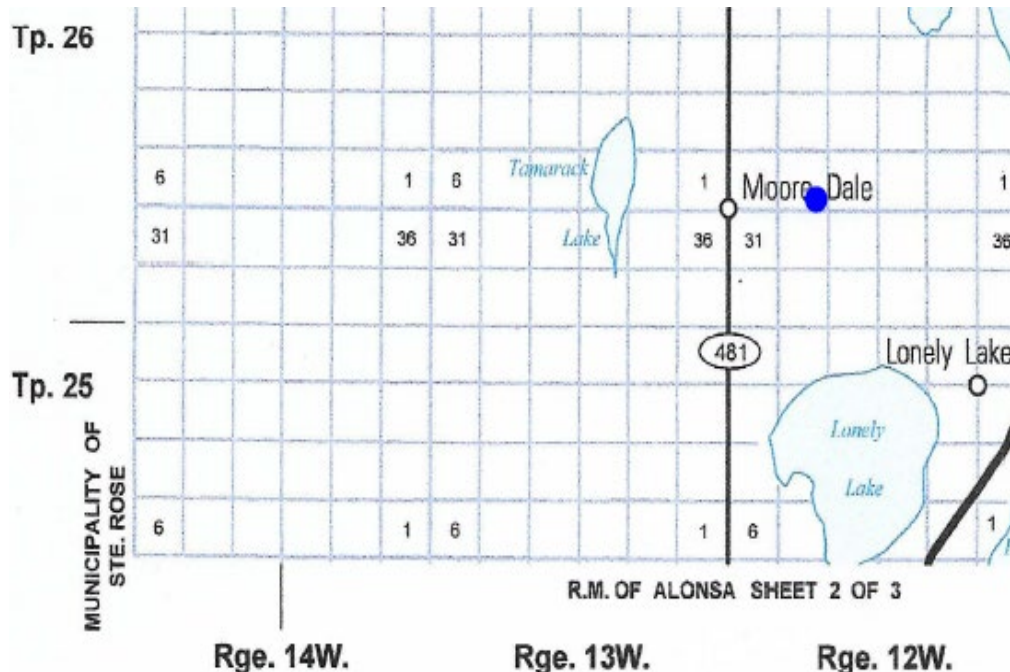 Tp. 26
6
1
6
Tamarack
1
Moore Dale
1
31
36
31
Lake
36
31
36
481
Lonely Lake
Tp. 25
Lonely
Lake
MUNICIPALITY OF
STE. ROSE
6
1
6
1
6
1
R.M. OF ALONSA SHEET 2 OF 3
Rge. 14W.
Rge. 13W.
Rge. 12W.